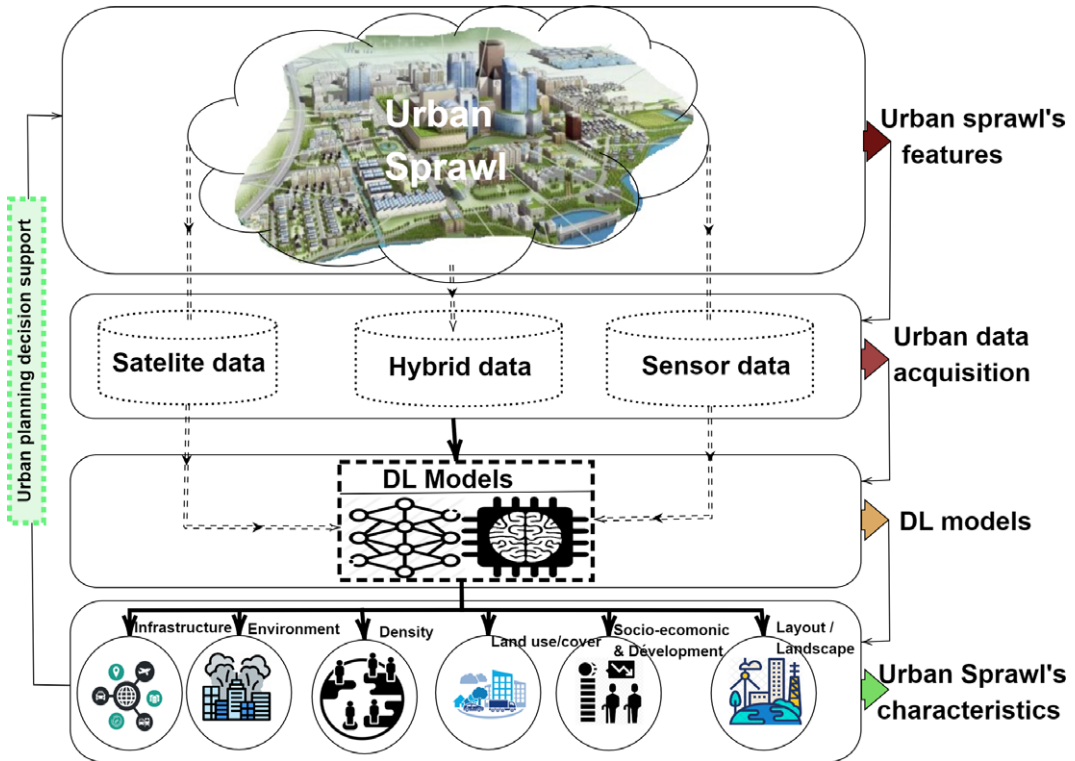 Urban
Sprawl
Urban sprawl's
features
Urban planning decision support
Satelite data
Hybrid data
Sensor data
Urban data
acquisition
DL Models
DL models
Infrastructure
Environment
Density
Land use/cover
Socio-ecomonic
& Dévelopment
Layout /
Landscape
Urban Sprawl's
characteristics